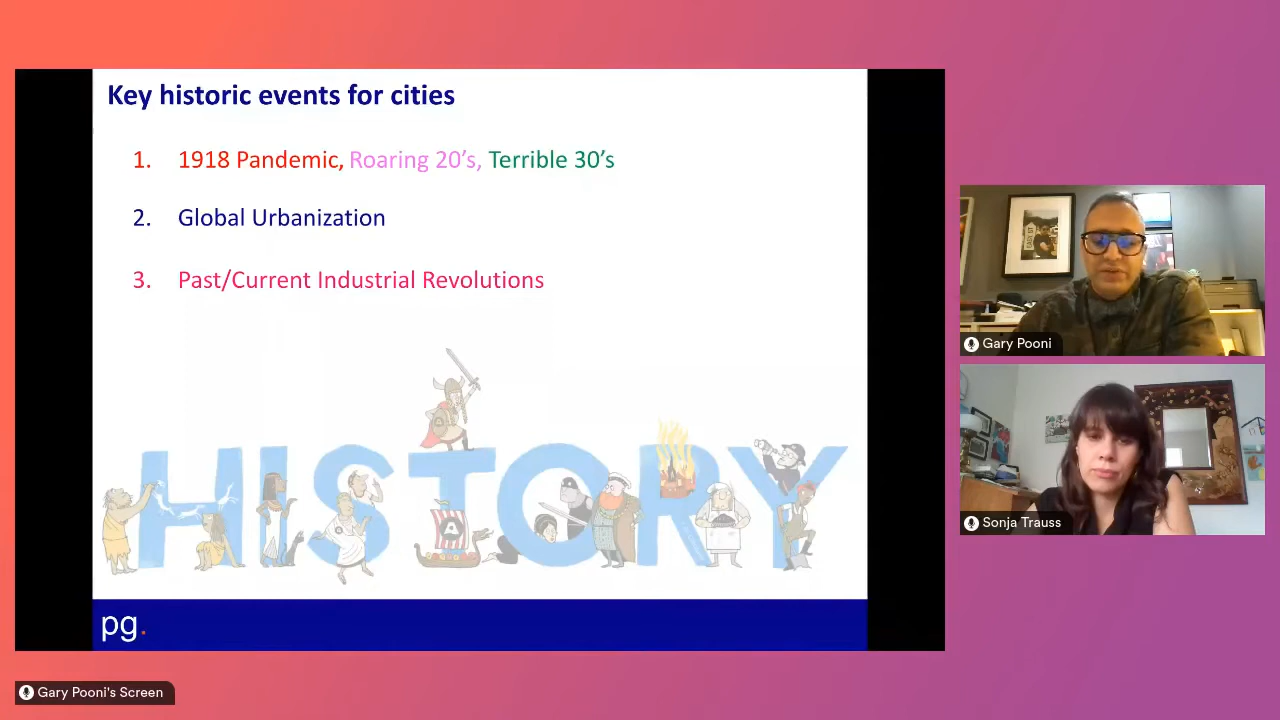 Key historic events for cities
1. 1918 Pandemic, Roaring 20's, Terrible 30's
2. Global Urbanization
3. Past/Current Industrial Revolutions
HISTORY
pg.
Gary Pooni's Screen
Gary Pooni
Sonja Trauss